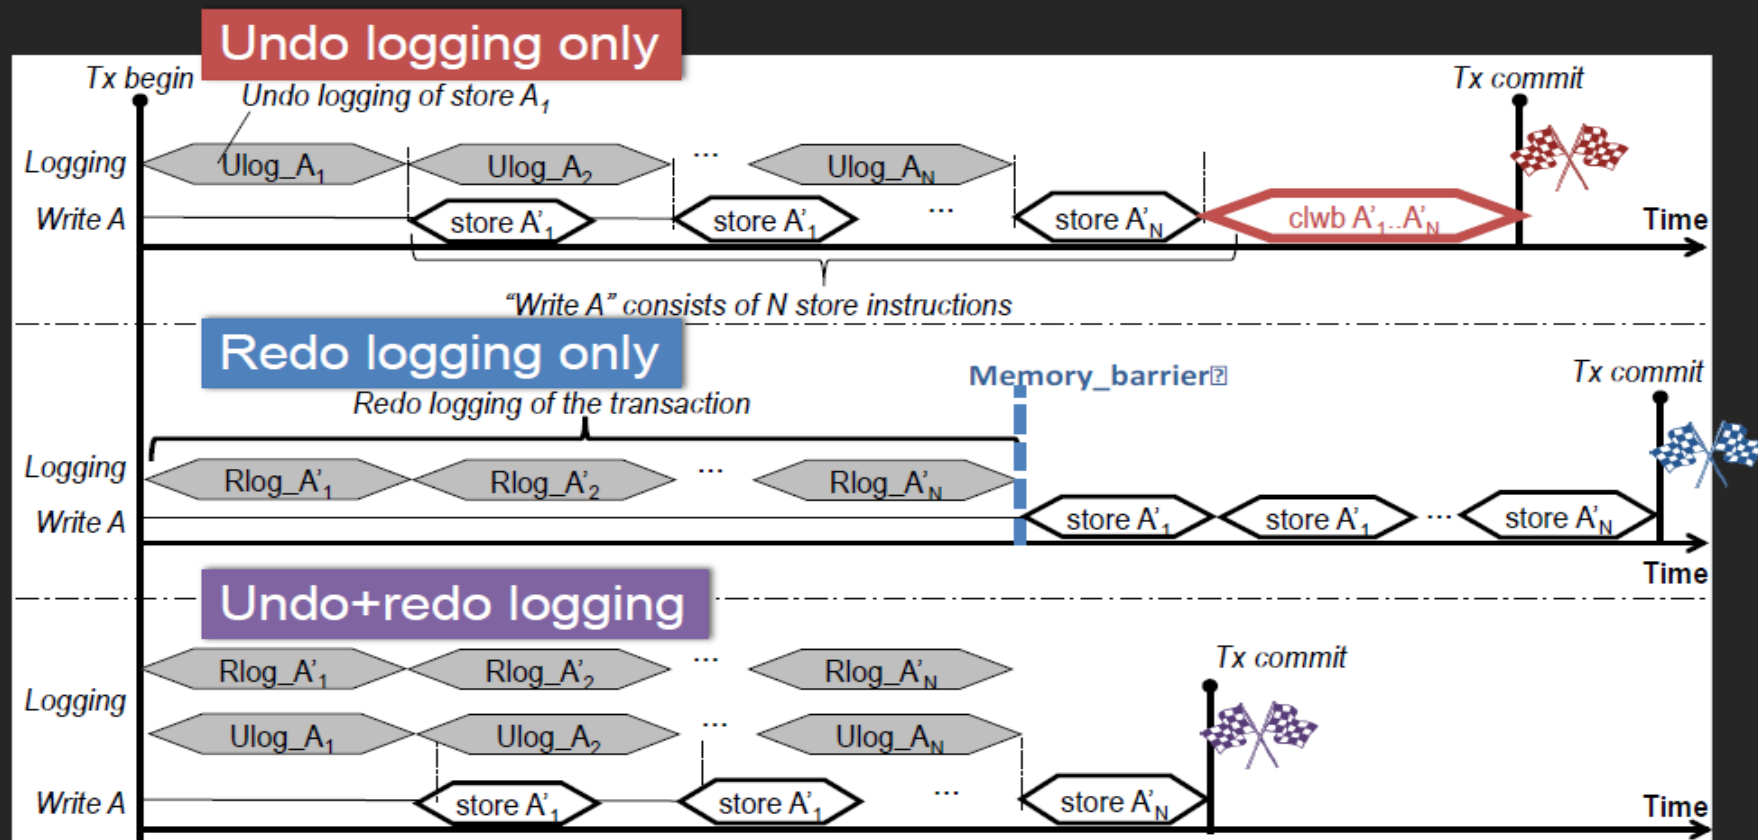 Undo logging only
Tx begin
Tx commit
Undo logging of store A1
Logging
Ulog_A1
Ulog_A2
...
Ulog_AN
Write A
store A'1
store A'1
...
store A'N
clwb A'1..A'N
Time
“Write A” consists of N store instructions
Redo logging only
Memory_barrier
Tx commit
Redo logging of the transaction
Logging
Rlog_A'1
Rlog_A'2
...
Rlog_A'N
Write A
store A'1
store A'1
...
store A'N
Time
Undo+redo logging
Tx commit
Rlog_A'1
Rlog_A'2
...
Rlog_A'N
Logging
Ulog_A1
Ulog_A2
...
Ulog_AN
Write A
store A'1
store A'1
...
store A'N
Time